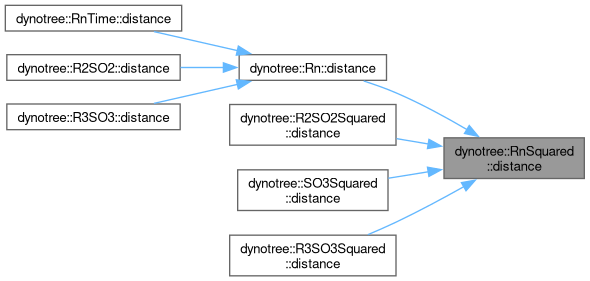 dynotree::RnTime::distance
dynotree::R2SO2::distance
dynotree::R3SO3::distance
dynotree::Rn::distance
dynotree::R2SO2Squared
::distance
dynotree::SO3Squared
::distance
dynotree::R3SO3Squared
::distance
dynotree::RnSquared
::distance